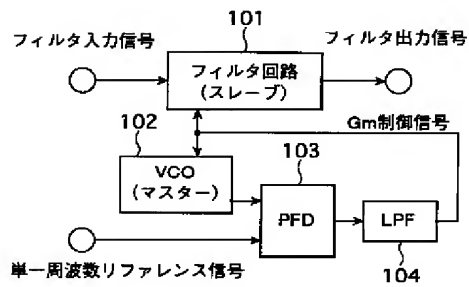 101
フィルタ入力信号
フィルタ出力信号
フィルタ回路
(スレーブ)
102
Gm制御信号
VCO
(マスター)
103
PFD
LPF
104
単一周波数リファレンス信号